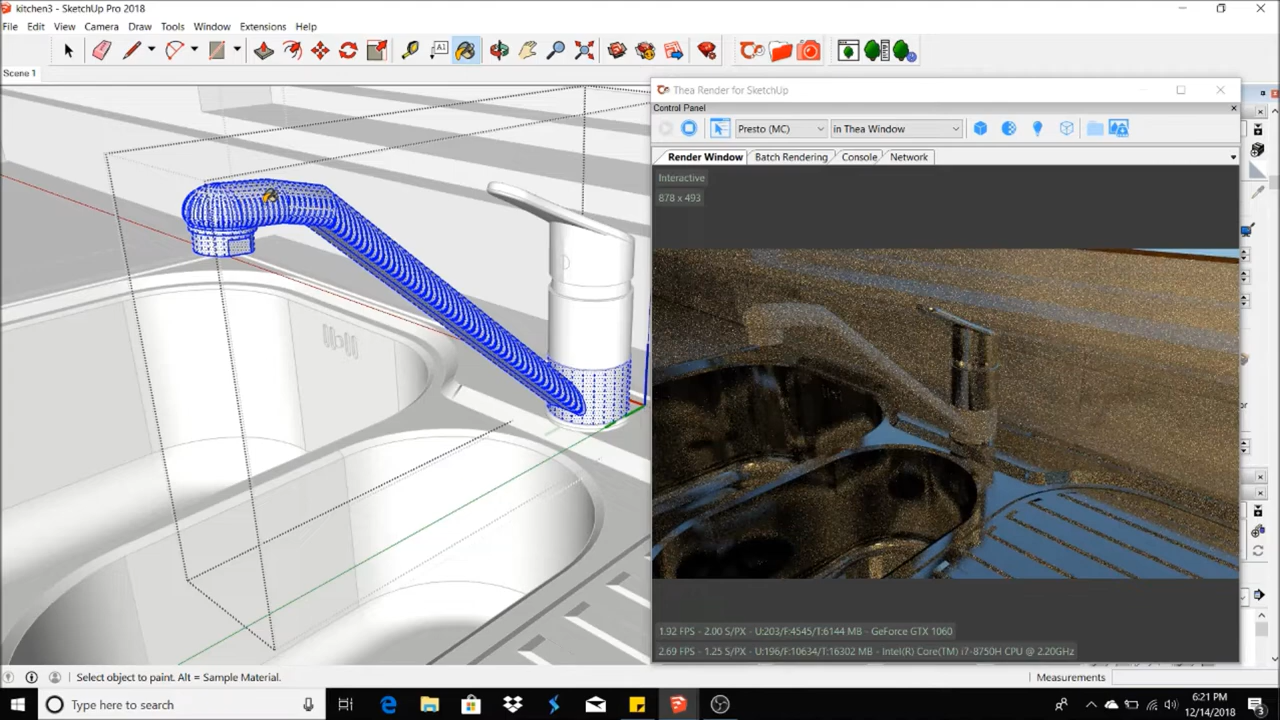 kitchen3 - SketchUp Pro 2018
File Edit View Camera Draw Tools Window Extensions Help
A1
Scene 1
Thea Render for SketchUp
Control Panel
Presto (MC) in Thea Window
Render Window Batch Rendering Console Network
Interactive
878 x 493
or
1.92 FPS - 2.00 S/PX - U:203/F:4545/T:6144 MB - GeForce GTX 1060
2.69 FPS - 1.25 S/PX - U:196/F:10634/T:16302 MB - Intel(R) Core(TM) i7-8750H CPU @ 2.20GHz
Select object to paint. Alt = Sample Material.
Measurements
Type here to search
6:21 PM
12/14/2018
3